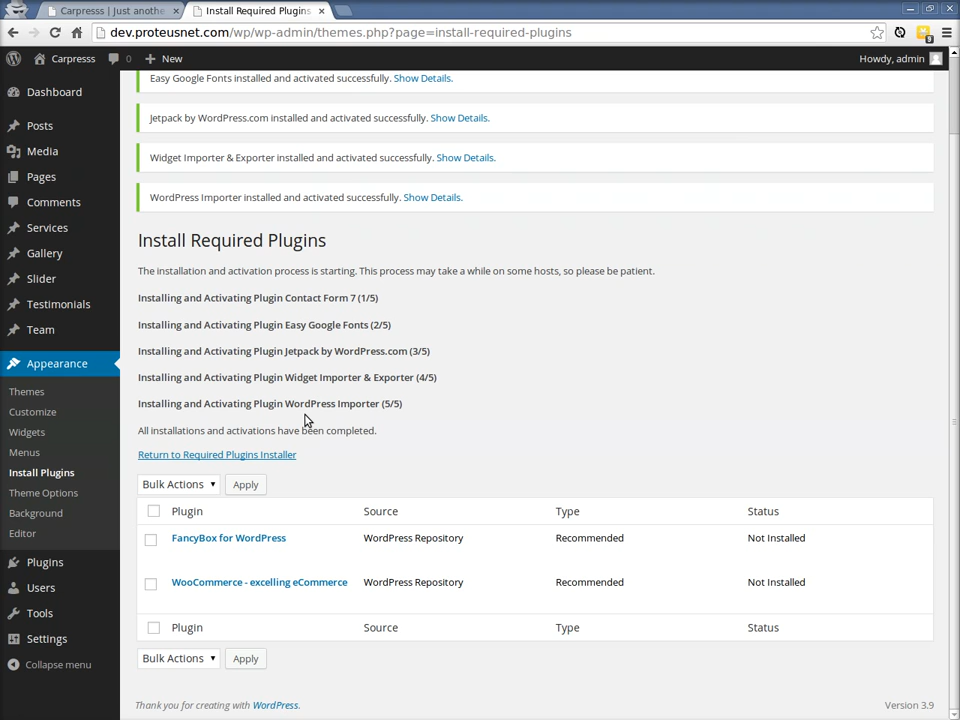 Carpresss | Just anothe
Install Required Plugins
dev.proteusnet.com/wp/wp-admin/themes.php?page=install-required-plugins
9
Carpresss
0
New
Howdy, admin
Dashboard
Posts
Media
Pages
Comments
Services
Gallery
Slider
Testimonials
Team
Appearance
Themes
Customize
Widgets
Menus
Install Plugins
Theme Options
Background
Editor
Plugins
Users
Tools
Settings
Collapse menu
Easy Google Fonts installed and activated successfully. Show Details.
Jetpack by WordPress.com installed and activated successfully. Show Details.
Widget Importer & Exporter installed and activated successfully. Show Details.
WordPress Importer installed and activated successfully. Show Details.
Install Required Plugins
The installation and activation process is starting. This process may take a while on some hosts, so please be patient.
Installing and Activating Plugin Contact Form 7 (1/5)
Installing and Activating Plugin Easy Google Fonts (2/5)
Installing and Activating Plugin Jetpack by WordPress.com (3/5)
Installing and Activating Plugin Widget Importer & Exporter (4/5)
Installing and Activating Plugin WordPress Importer (5/5)
All installations and activations have been completed.
Return to Required Plugins Installer
Bulk Actions Apply
Plugin Source Type Status
FancyBox for WordPress WordPress Repository Recommended Not Installed
WooCommerce - excelling eCommerce WordPress Repository Recommended Not Installed
Plugin Source Type Status
Bulk Actions Apply
Thank you for creating with WordPress. Version 3.9